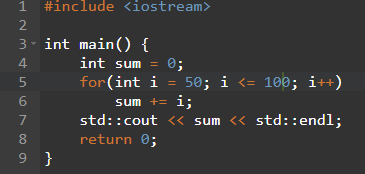 1 #include <iostream>
2
3 int main() {
4     int sum = 0;
5     for(int i = 50; i <= 100; i++)
6         sum += i;
7     std::cout << sum << std::endl;
8     return 0;
9 }